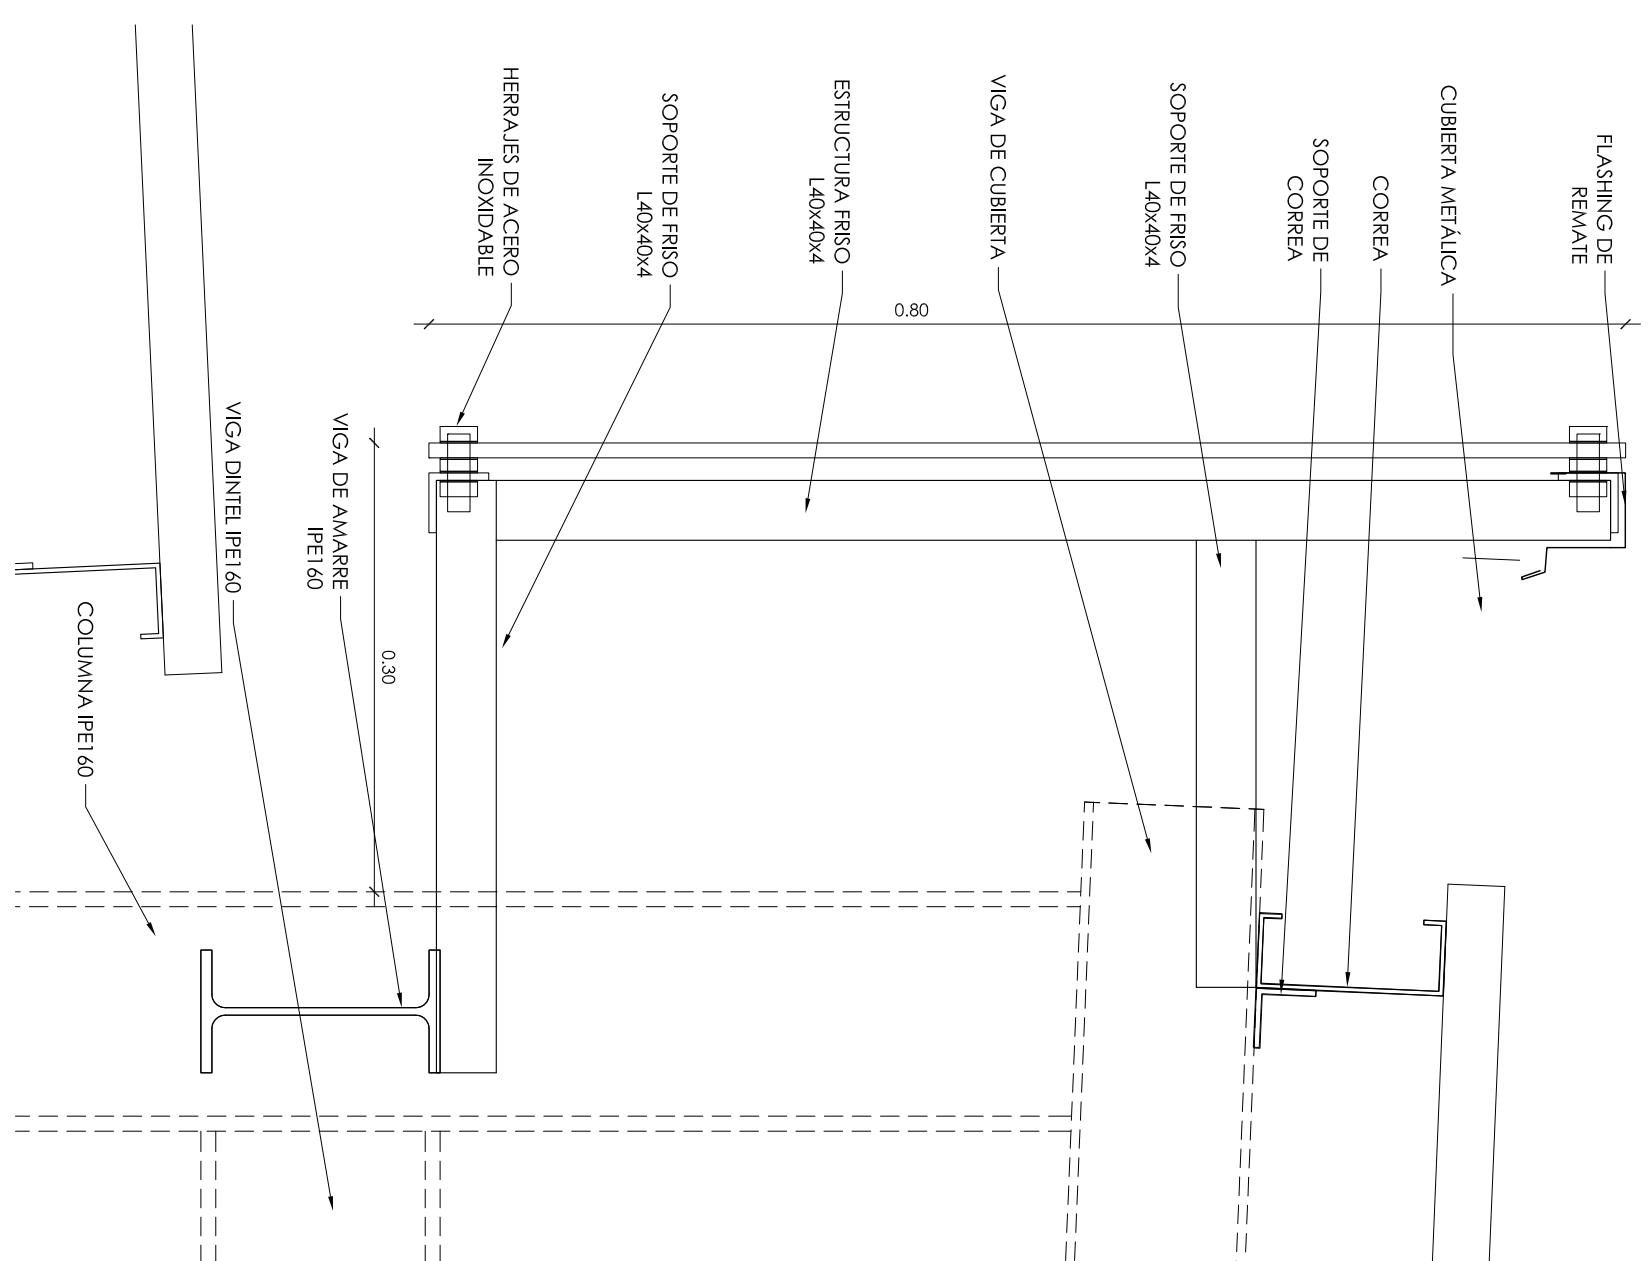 FLASHING DE
REMATE
CUBIERTA METÁLICA
CORREA
SOPORTE DE
CORREA
SOPORTE DE FRISO
L40x40x4
VIGA DE CUBIERTA
ESTRUCTURA FRISO
L40x40x4
SOPORTE DE FRISO
L40x40x4
HERRAJES DE ACERO
INOXIDABLE
0.80
0.30
VIGA DE AMARRE
IPE160
VIGA DINTEL IPE160
COLUMNA IPE160